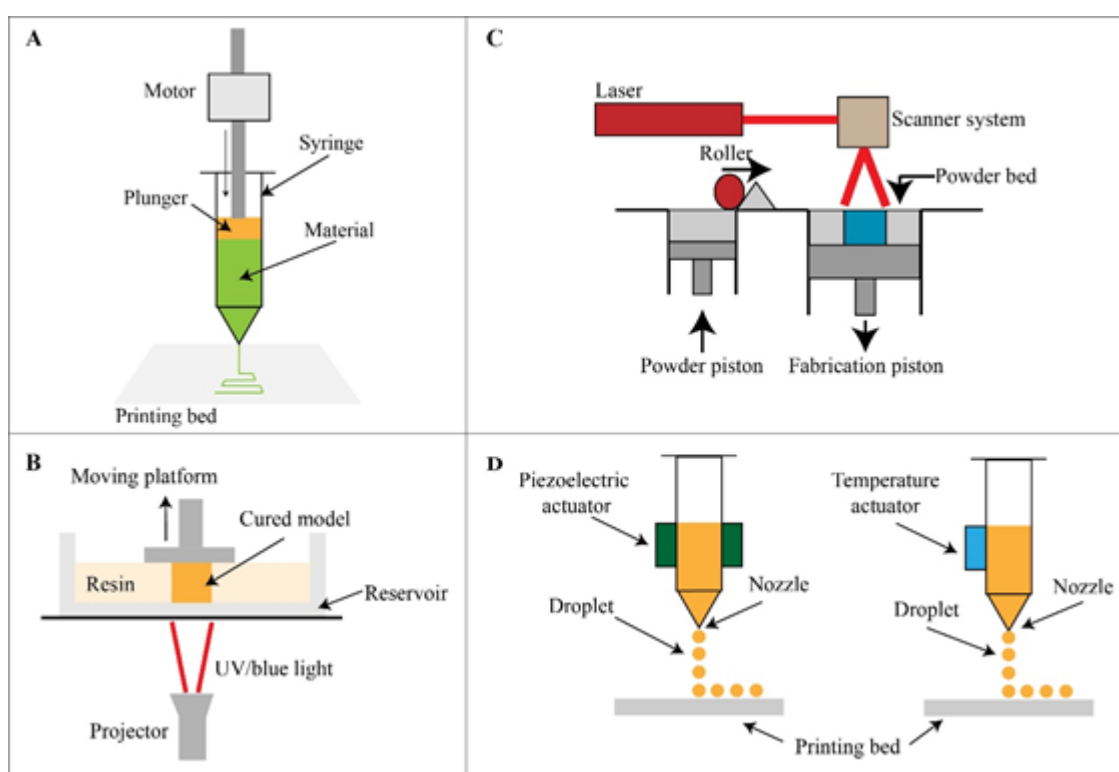 A
Motor
Syringe
Plunger
Material
Printing bed
B
Moving platform
Cured model
Resin
Reservoir
UV/blue light
Projector
C
Laser
Scanner system
Roller
Powder bed
Powder piston
Fabrication piston
D
Piezoelectric
actuator
Nozzle
Droplet
Temperature
actuator
Nozzle
Droplet
Printing bed